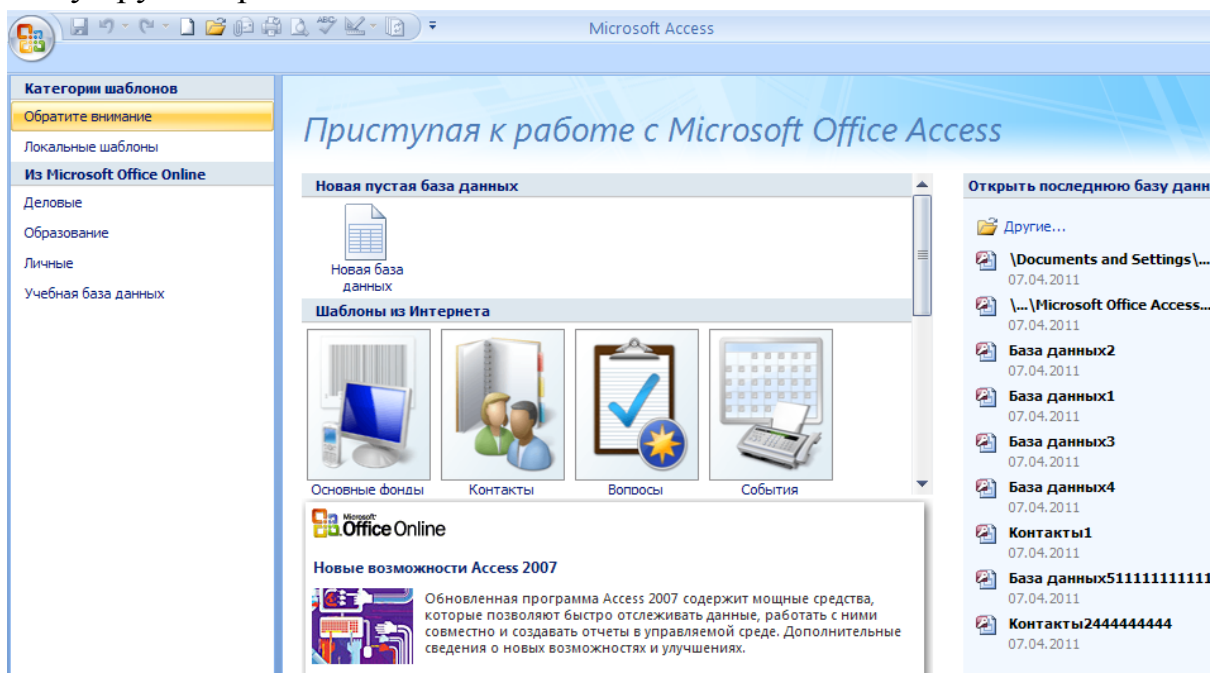 Microsoft Access
Категории шаблонов
Обратите внимание
Локальные шаблоны
Из Microsoft Office Online
Деловые
Образование
Личные
Учебная база данных
Приступая к работе с Microsoft Office Access
Новая пустая база данных
Новая база
данных
Шаблоны из Интернета
Основные фонды
Контакты
Вопросы
События
Microsoft
Office Online
Новые возможности Access 2007
Обновленная программа Access 2007 содержит мощные средства,
которые позволяют быстро отслеживать данные, работать с ними
совместно и создавать отчеты в управляемой среде. Дополнительные
сведения о новых возможностях и улучшениях.
Открыть последнюю базу данн
Другие...
\Documents and Settings\...
07.04.2011
\...\Microsoft Office Access...
07.04.2011
База данных2
07.04.2011
База данных1
07.04.2011
База данных3
07.04.2011
База данных4
07.04.2011
Контакты1
07.04.2011
База данных511111111111
07.04.2011
Контакты2444444444
07.04.2011